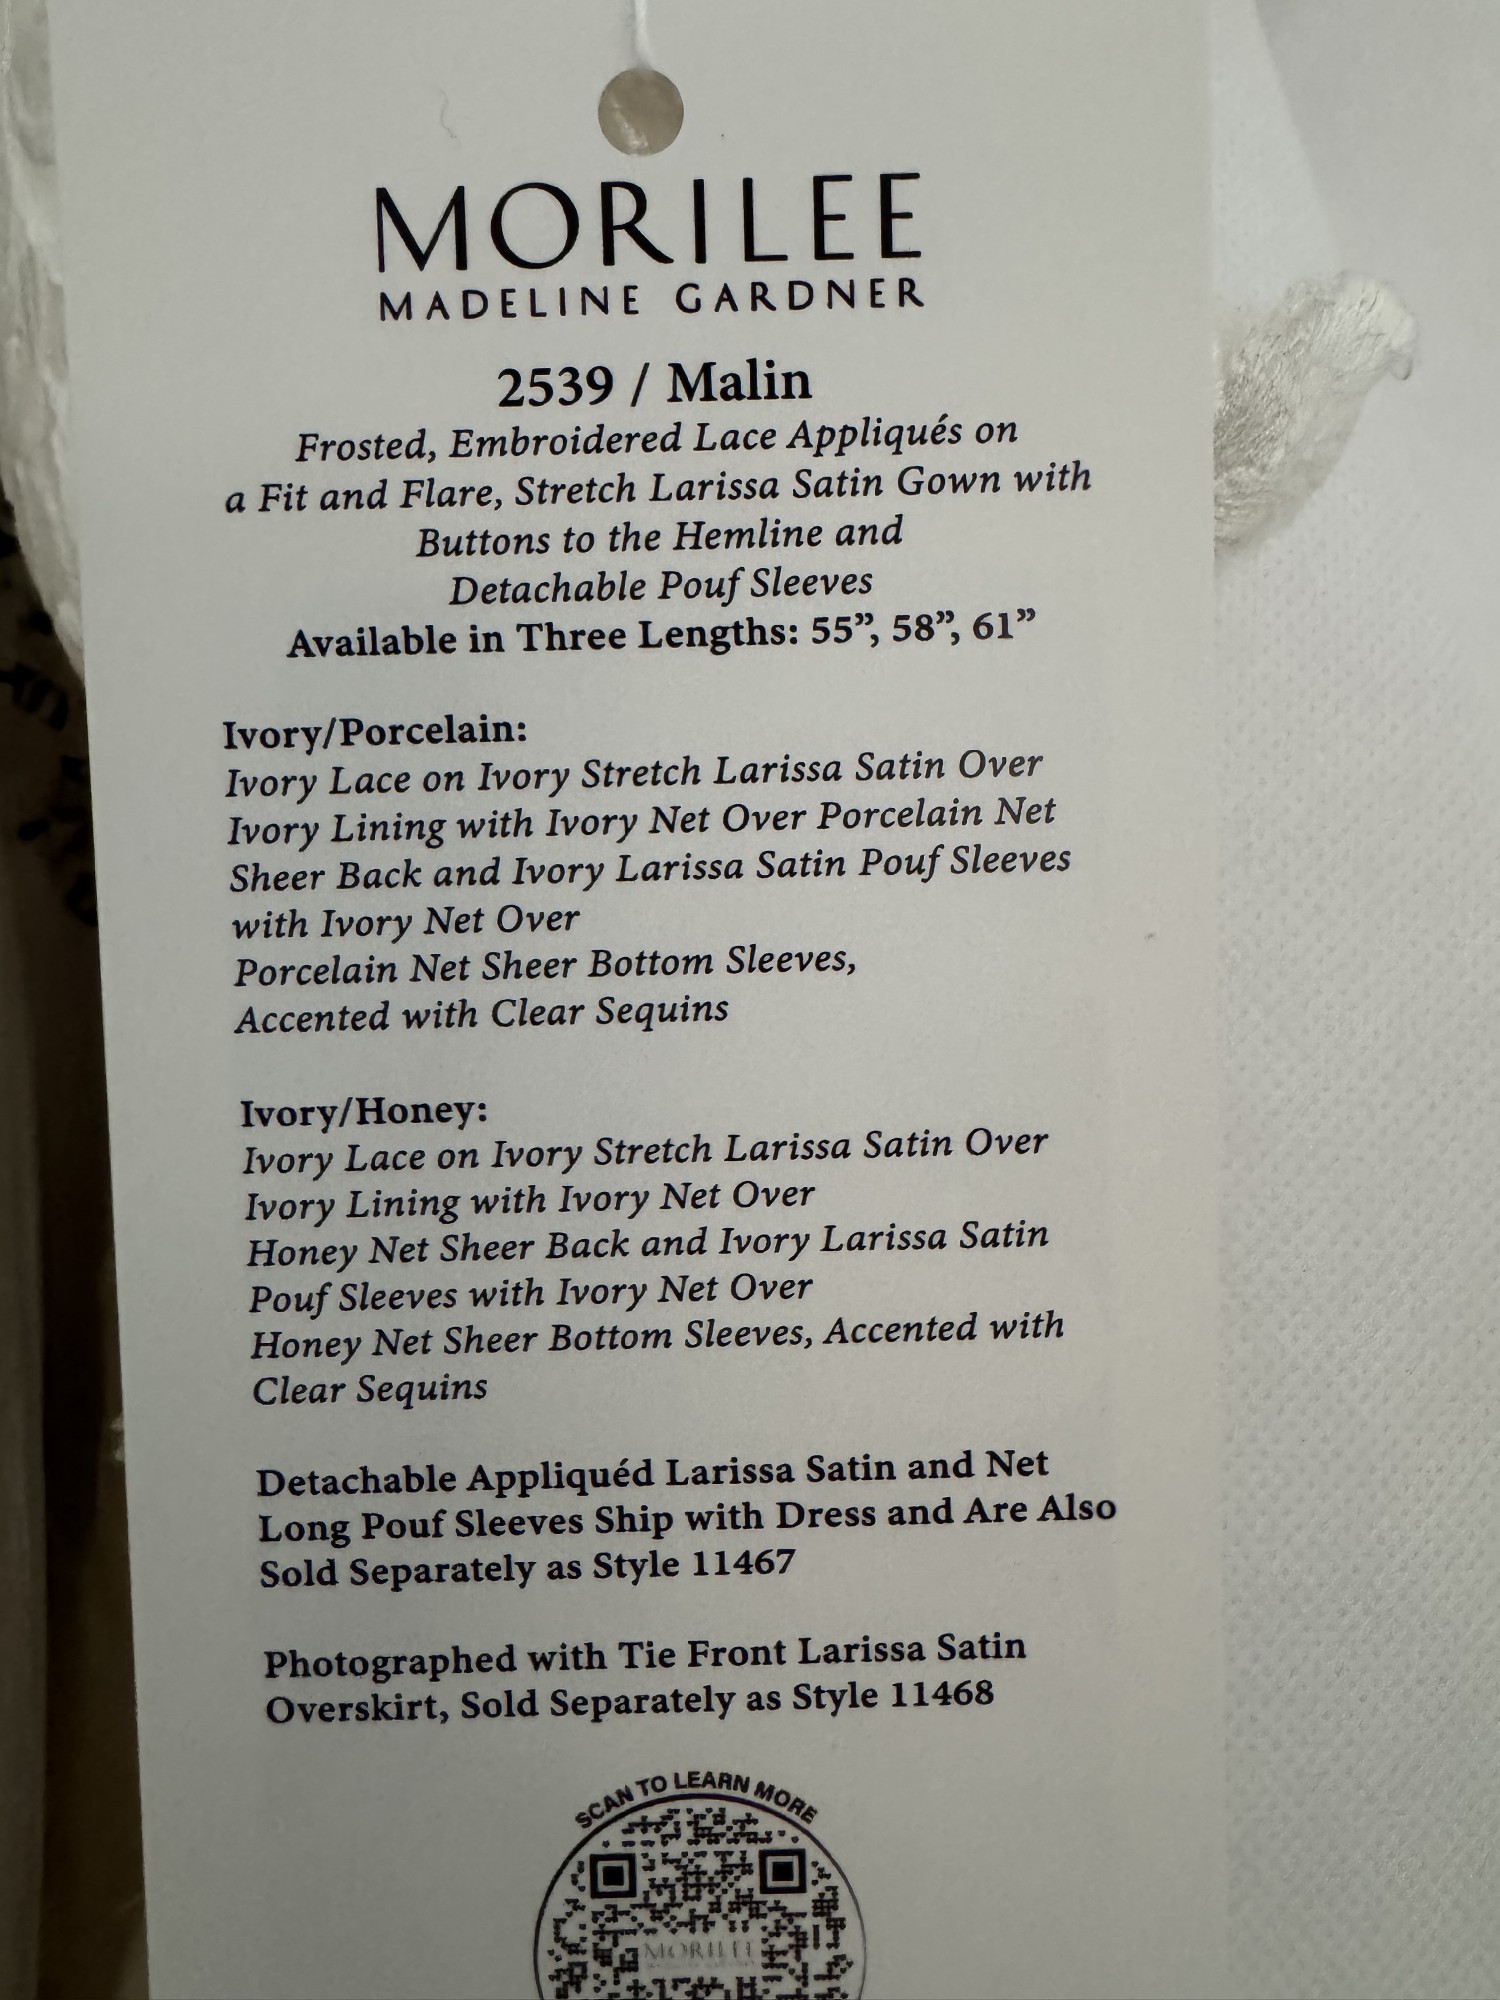 MORILEE
MADELINE GARDNER
2539 / Malin
Frosted, Embroidered Lace Appliqués on
a Fit and Flare, Stretch Larissa Satin Gown with
Buttons to the Hemline and
Detachable Pouf Sleeves
Available in Three Lengths: 55”, 58”, 61”
Ivory/Porcelain:
Ivory Lace on Ivory Stretch Larissa Satin Over
Ivory Lining with Ivory Net Over Porcelain Net
Sheer Back and Ivory Larissa Satin Pouf Sleeves
with Ivory Net Over
Porcelain Net Sheer Bottom Sleeves,
Accented with Clear Sequins
Ivory/Honey:
Ivory Lace on Ivory Stretch Larissa Satin Over
Ivory Lining with Ivory Net Over
Honey Net Sheer Back and Ivory Larissa Satin
Pouf Sleeves with Ivory Net Over
Honey Net Sheer Bottom Sleeves, Accented with
Clear Sequins
Detachable Appliquéd Larissa Satin and Net
Long Pouf Sleeves Ship with Dress and Are Also
Sold Separately as Style 11467
Photographed with Tie Front Larissa Satin
Overskirt, Sold Separately as Style 11468
SCAN TO LEARN MORE
MORILEE